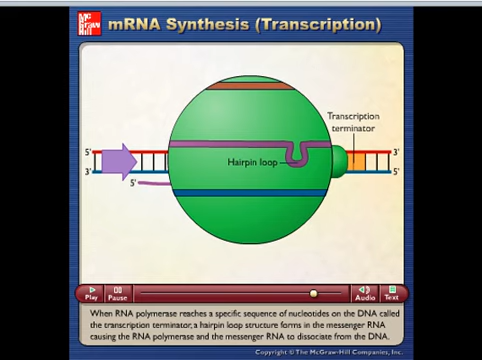 Mc
Graw
Hill
mRNA Synthesis (Transcription)
Transcription
terminator
5'
3'
Hairpin loop
3'
5'
5'
Play
Pause
Audio
Text
When RNA polymerase reaches a specific sequence of nucleotides on the DNA called
the transcription terminator, a hairpin loop structure forms in the messenger RNA
causing the RNA polymerase and the messenger RNA to dissociate from the DNA.
Copyright © The McGraw-Hill Companies, Inc.